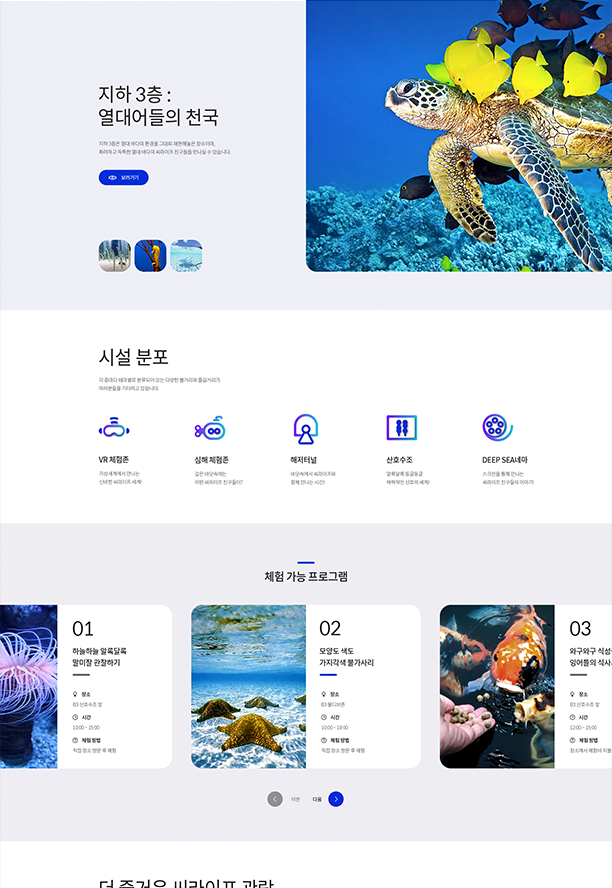 지하 3층 :
열대어들의 천국
지하 3층은 열대 바다의 환경을 그대로 재현해놓은 장소이며,
화려하고 독특한 열대 바다의 씨라이프 친구들을 만나실 수 있습니다.
보러가기
시설 분포
각 층마다 테마별로 분류되어 있는 다양한 볼거리와 즐길거리가
여러분들을 기다리고 있습니다.
VR 체험존
가상세계에서 만나는
신비한 씨라이프 세계!
심해 체험존
깊은 바닷속에는
어떤 씨라이프 친구들이?
해저터널
바닷속에서 씨라이프와
함께 만나는 시간!
산호수조
알록달록 동글동글
매력적인 산호의 세계!
DEEP SEA네마
스크린을 통해 만나는
씨라이프 친구들의 이야기!
체험 가능 프로그램
01
하늘하늘 알록달록
말미잘 관찰하기
장소
B3 산호수조 앞
시간
10:00 ~ 15:00
체험 방법
직접 장소 방문 후 체험
02
모양도 색도
가지각색 불가사리
장소
B3 물디브존
시간
10:00 ~ 19:00
체험 방법
직접 장소 방문 후 체험
03
와구와구 식성
잉어들의 식사
장소
B3 산호수조 앞
시간
12:00 ~ 15:00
체험 방법
장소에서 체험비 지불
이전
다음
더 즐거운 씨라이프 관람